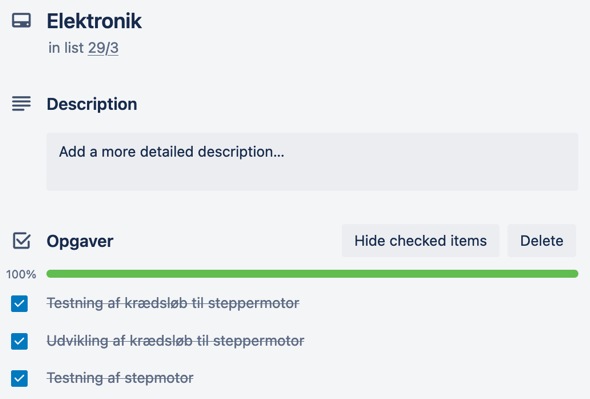 Elektronik
in list 29/3
Description
Add a more detailed description...
Opgaver
Hide checked items
Delete
100%
Testning af krædsløb til steppermotor
Udvikling af krædsløb til steppermotor
Testning af stepmotor